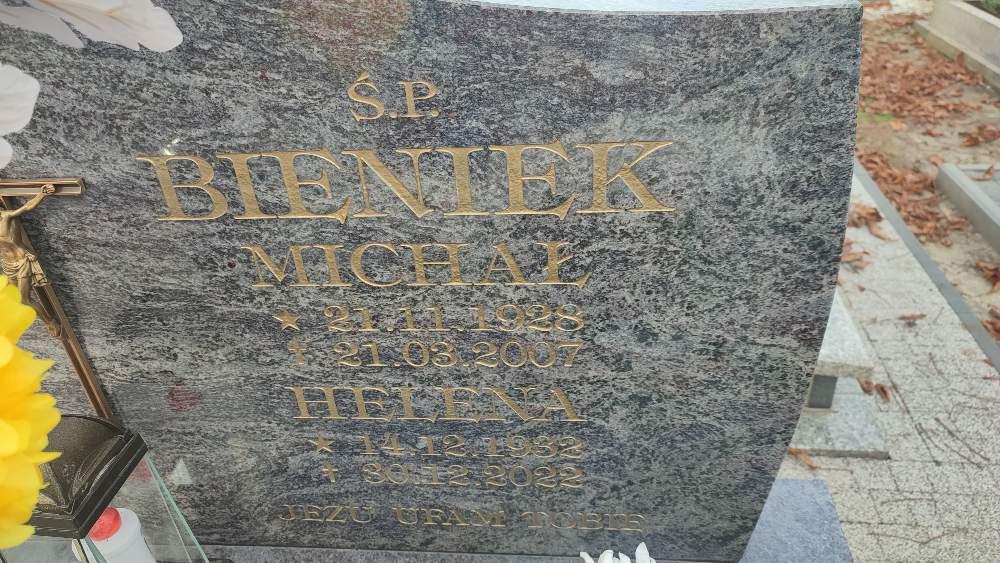 Ś.P.
BIENIEK
MICHAŁ
★ 21.11.1928
✝ 21.03.2007
HELENA
★ 14.12.1932
✝ 30.12.2022
JEZU UFAM TOBIE